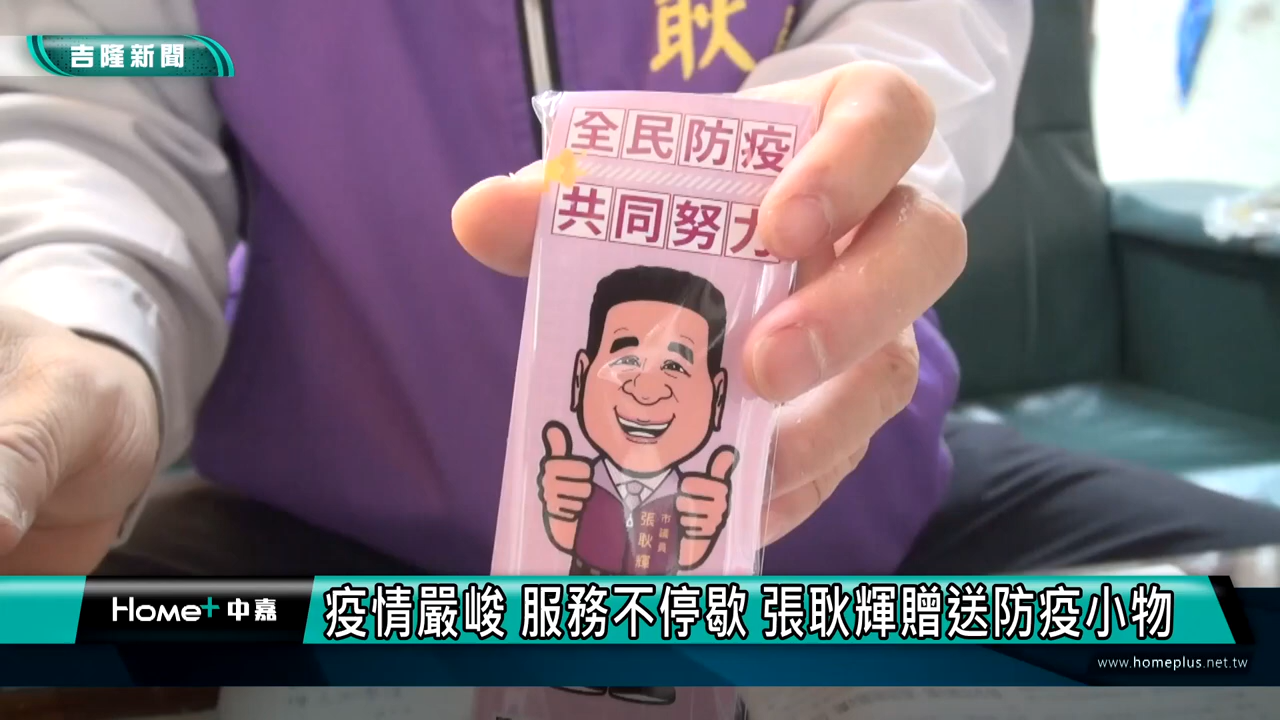 吉隆新聞
耿
全民防疫
共同努力
市議員
張耿輝
Home+中嘉
疫情嚴峻 服務不停歇 張耿輝贈送防疫小物
www.homeplus.net.tw